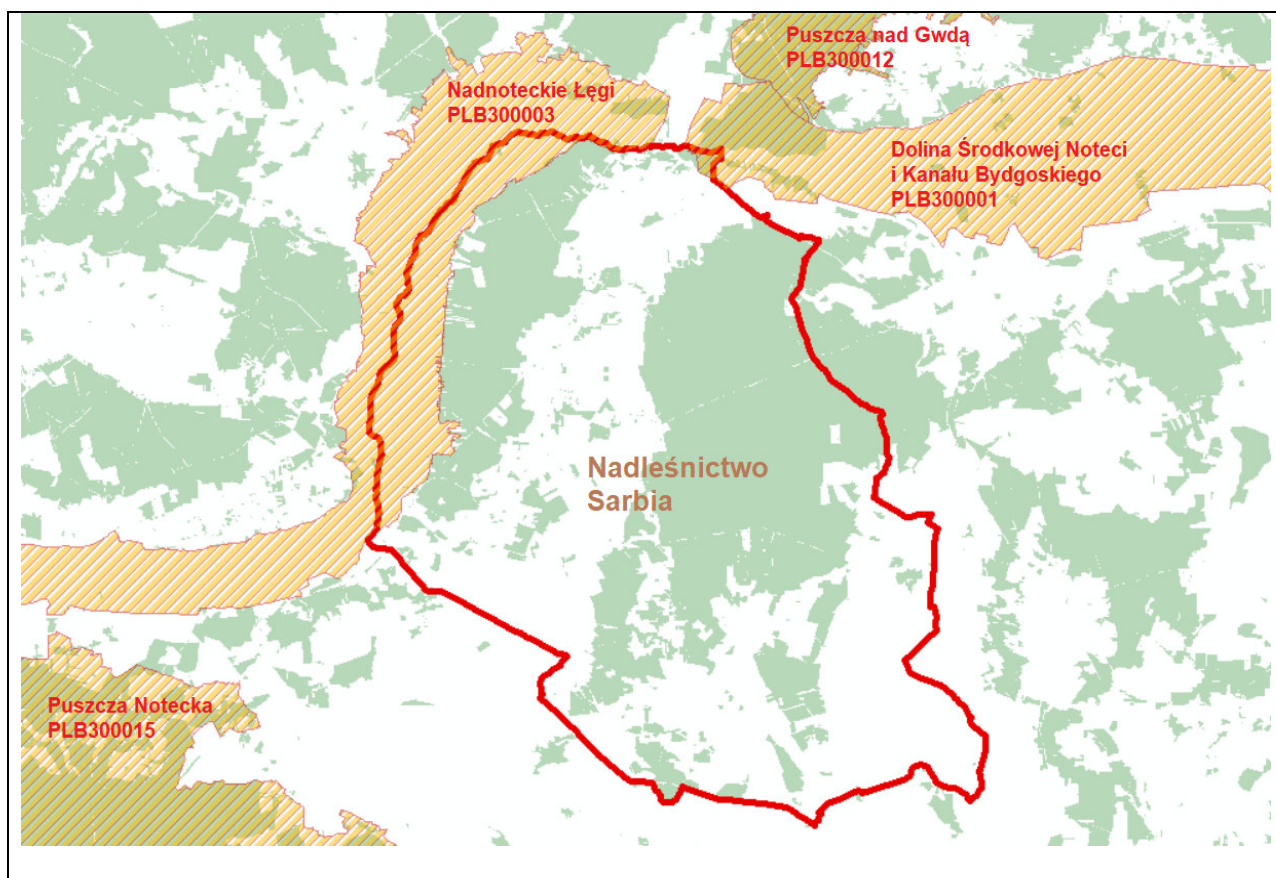 Puszcza nad Gwdą
PLB300012
Nadnoteckie Łęgi
PLB300003
Dolina Środkowej Noteci
i Kanału Bydgoskiego
PLB300001
Nadleśnictwo
Sarbia
Puszcza Notecka
PLB300015